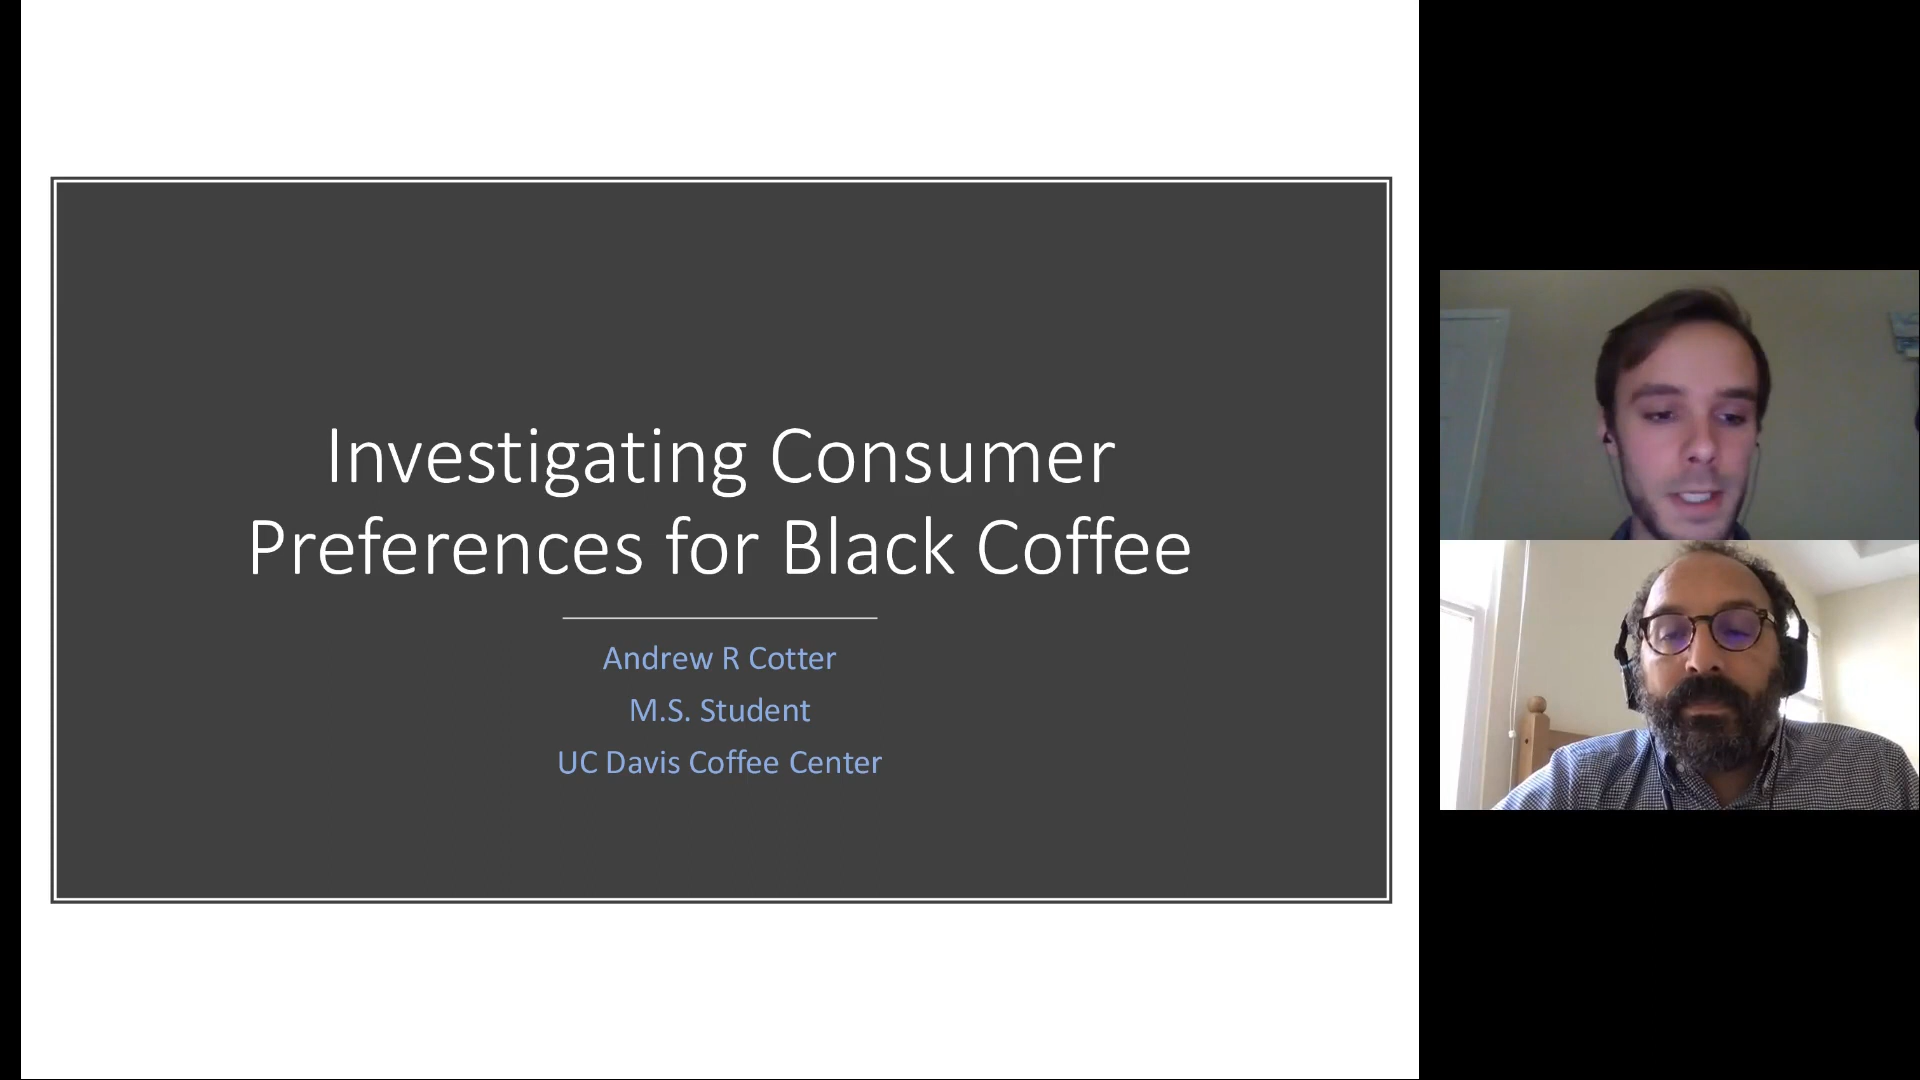 Investigating Consumer
Preferences for Black Coffee
Andrew R Cotter
M.S. Student
UC Davis Coffee Center